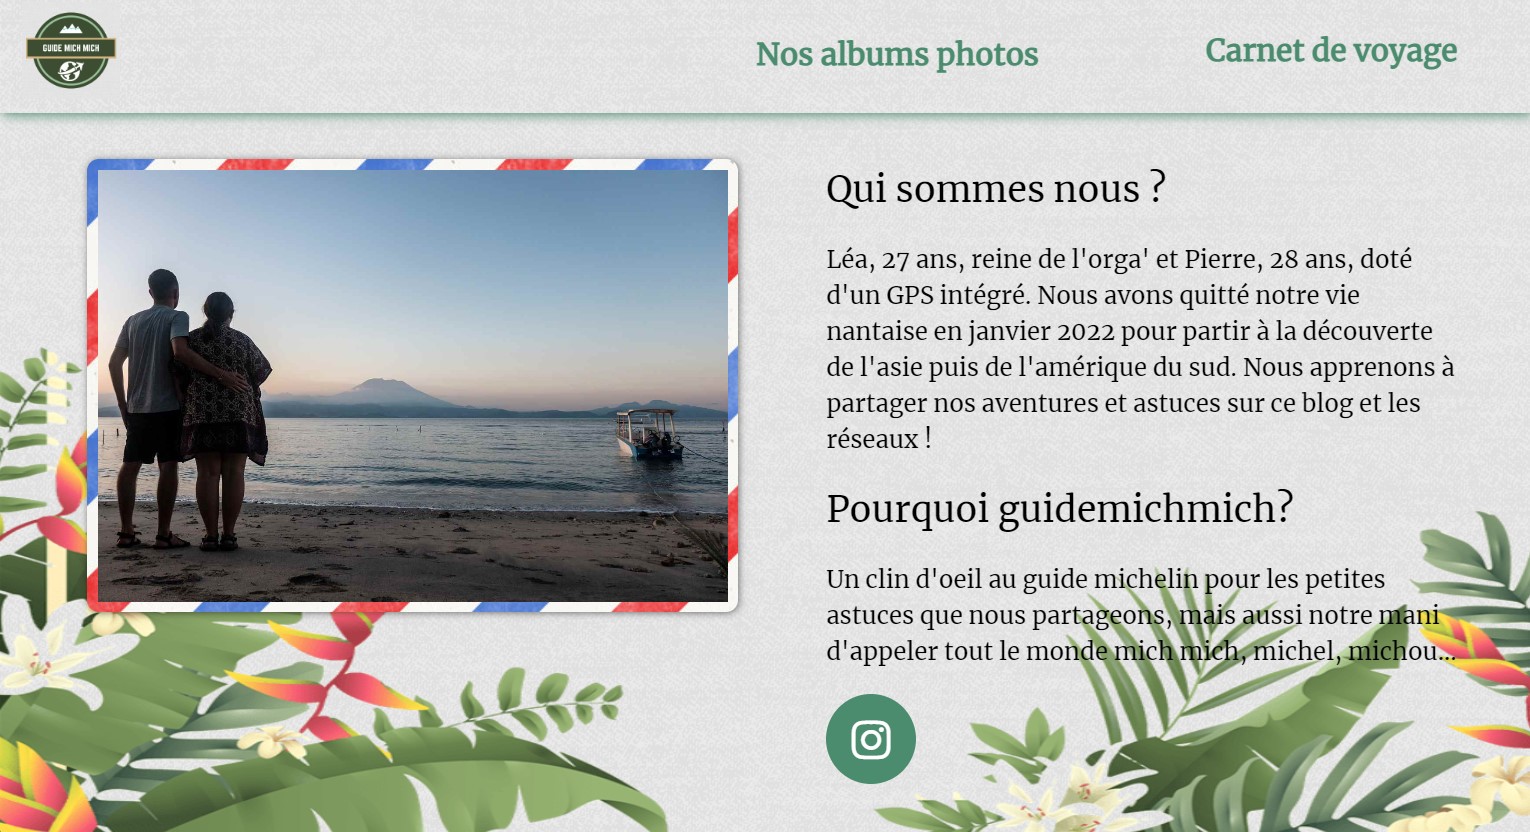 GUIDE MICH MICH
Nos albums photos
Carnet de voyage
Qui sommes nous ?
Léa, 27 ans, reine de l'orga' et Pierre, 28 ans, doté
d'un GPS intégré. Nous avons quitté notre vie
nantaise en janvier 2022 pour partir à la découverte
de l'asie puis de l'amérique du sud. Nous apprenons à
partager nos aventures et astuces sur ce blog et les
réseaux !
Pourquoi guidemichmich?
Un clin d'oeil au guide michelin pour les petites
astuces que nous partageons, mais aussi notre mani
d'appeler tout le monde mich mich, michel, michou...